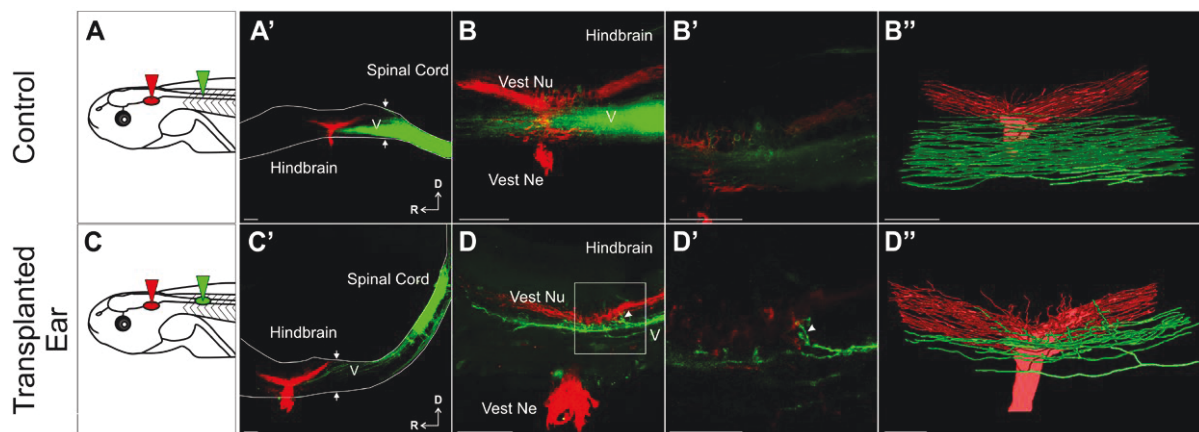 Control
A
A’
Spinal Cord
V
Hindbrain
D
R
B
Hindbrain
Vest Nu
V
Vest Ne
B’
B’’
Transplanted
Ear
C
C’
Spinal Cord
Hindbrain
V
D
R
D
Hindbrain
Vest Nu
V
Vest Ne
D’
D’’